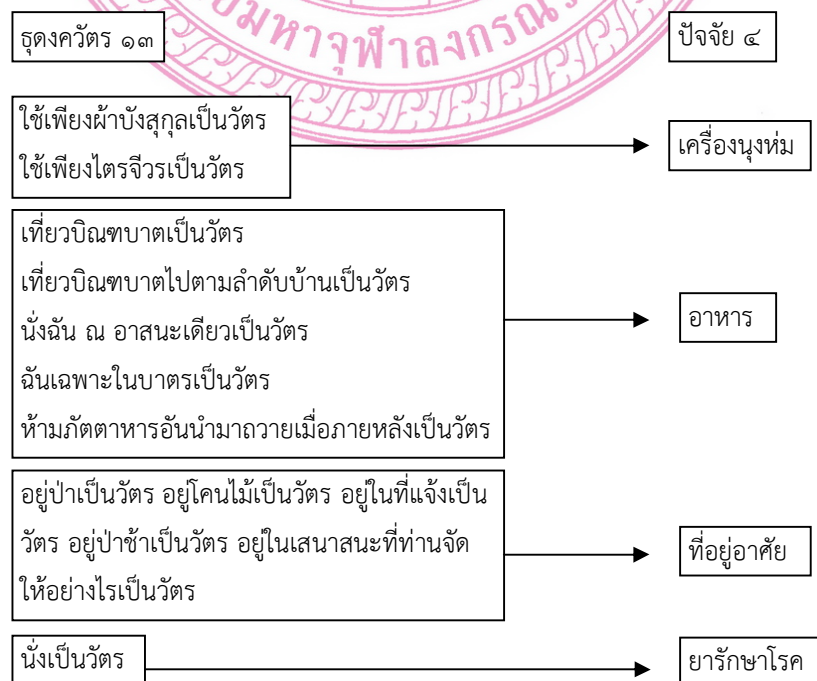 ธุดงควัตร ๑๓
ปัจจัย ๔
ใช้เพียงผ้าบังสุกุลเป็นวัตร
ใช้เพียงไตรจีวรเป็นวัตร
เครื่องนุงห่ม
เที่ยวบิณฑบาตเป็นวัตร
เที่ยวบิณฑบาตไปตามลำดับบ้านเป็นวัตร
นั่งฉัน ณ อาสนะเดียวเป็นวัตร
ฉันเฉพาะในบาตรเป็นวัตร
ห้ามภัตตาหารอันนำมาถวายเมื่อภายหลังเป็นวัตร
อาหาร
อยู่ป่าเป็นวัตร อยู่โคนไม้เป็นวัตร อยู่ในที่แจ้งเป็น
วัตร อยู่ป่าช้าเป็นวัตร อยู่ในเสนาสนะที่ท่านจัด
ให้อย่างไรเป็นวัตร
ที่อยู่อาศัย
นั่งเป็นวัตร
ยารักษาโรค